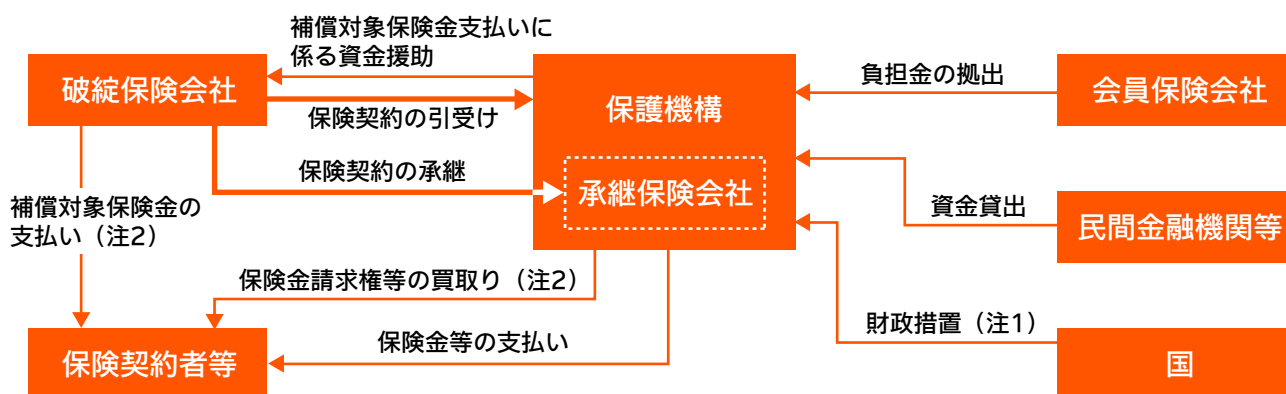 補償対象保険金支払いに
係る資金援助
破綻保険会社
保険契約の引受け
保護機構
負担金の拠出
会員保険会社
保険契約の承継
承継保険会社
補償対象保険金の
支払い（注2）
資金貸出
民間金融機関等
保険金請求権等の買取り（注2）
財政措置（注1）
保険金等の支払い
保険契約者等
国